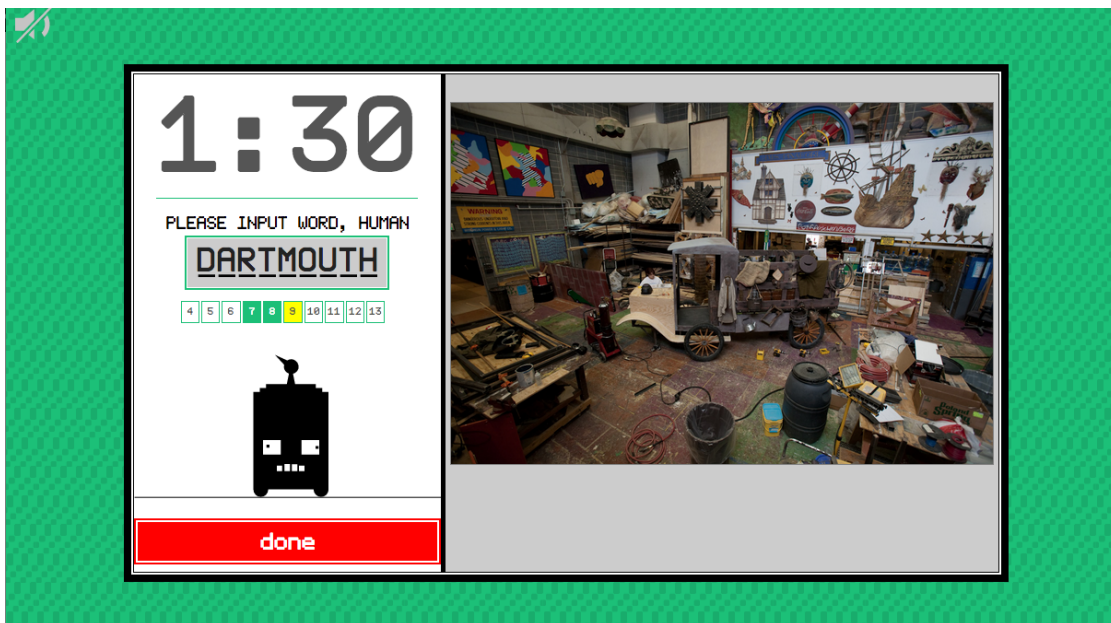 1:30
PLEASE INPUT WORD, HUMAN
DARTMOUTH
4 5 6 7 8 9 10 11 12 13
done
WARNING